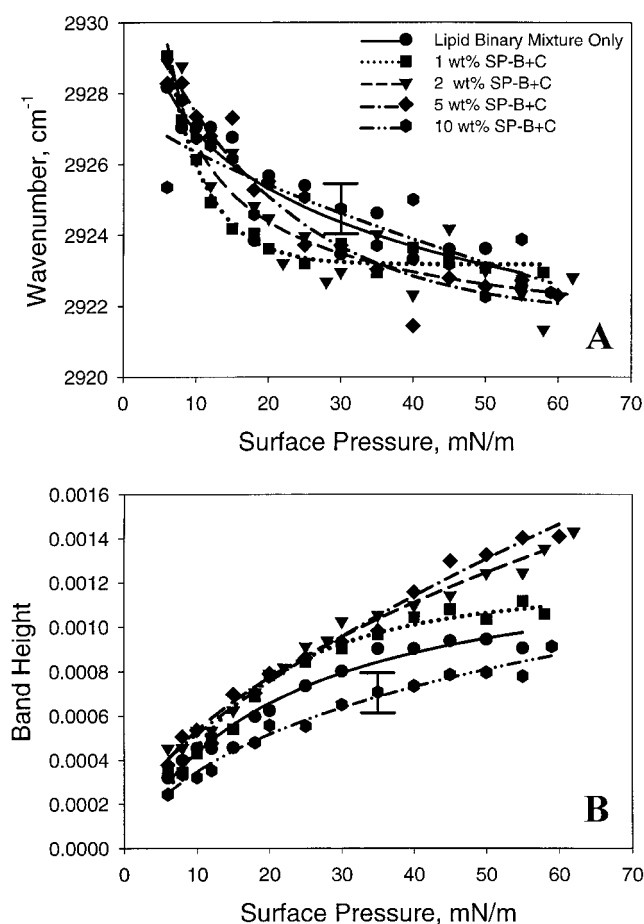 2930
2928
2926
2924
2922
2920
Wavenumber, cm-1
Lipid Binary Mixture Only
1 wt% SP-B+C
2 wt% SP-B+C
5 wt% SP-B+C
10 wt% SP-B+C
A
0 10 20 30 40 50 60 70
Surface Pressure, mN/m
0.0016
0.0014
0.0012
0.0010
0.0008
0.0006
0.0004
0.0002
0.0000
Band Height
B
0 10 20 30 40 50 60 70
Surface Pressure, mN/m